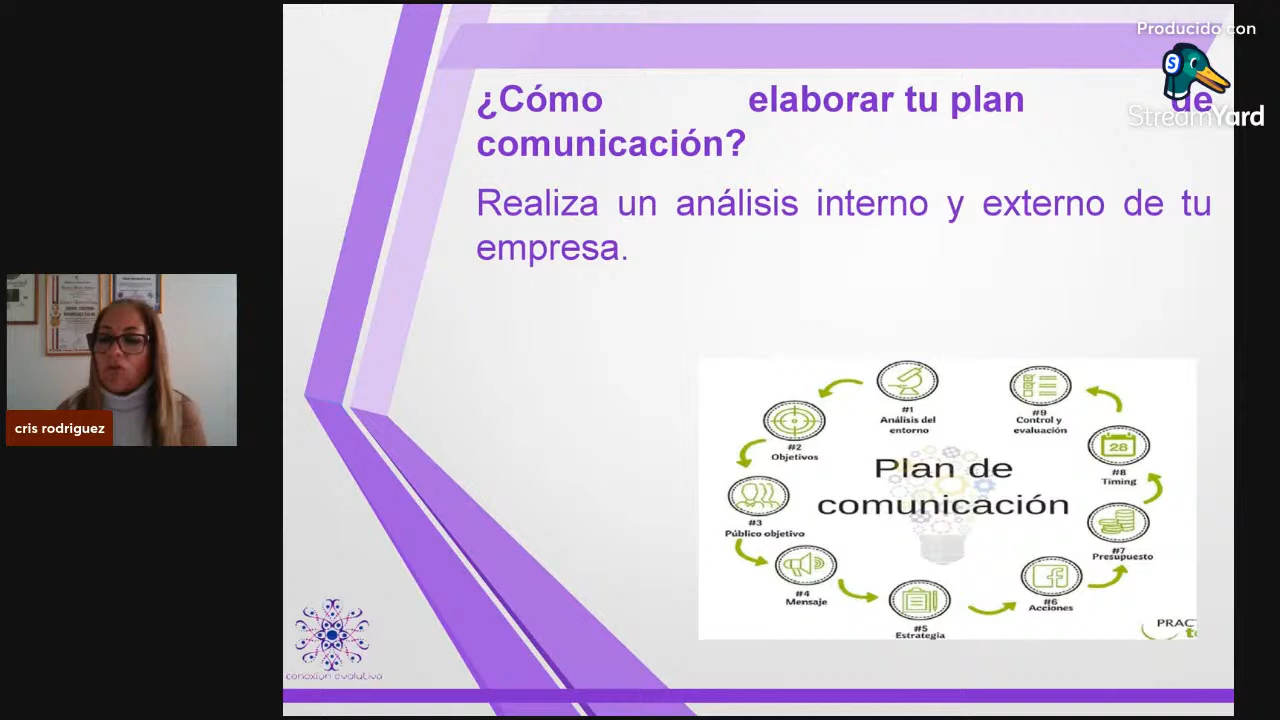 Producido con
StreamYard
¿Cómo elaborar tu plan de
comunicación?
Realiza un análisis interno y externo de tu
empresa.
cris rodriguez
Plan de
comunicación
#1
Análisis del
entorno
#2
Objetivos
#3
Público objetivo
#4
Mensaje
#5
Estrategia
#6
Acciones
#7
Presupuesto
28
#8
Timing
#9
Control y
evaluación
PRAC
conexión evolutiva